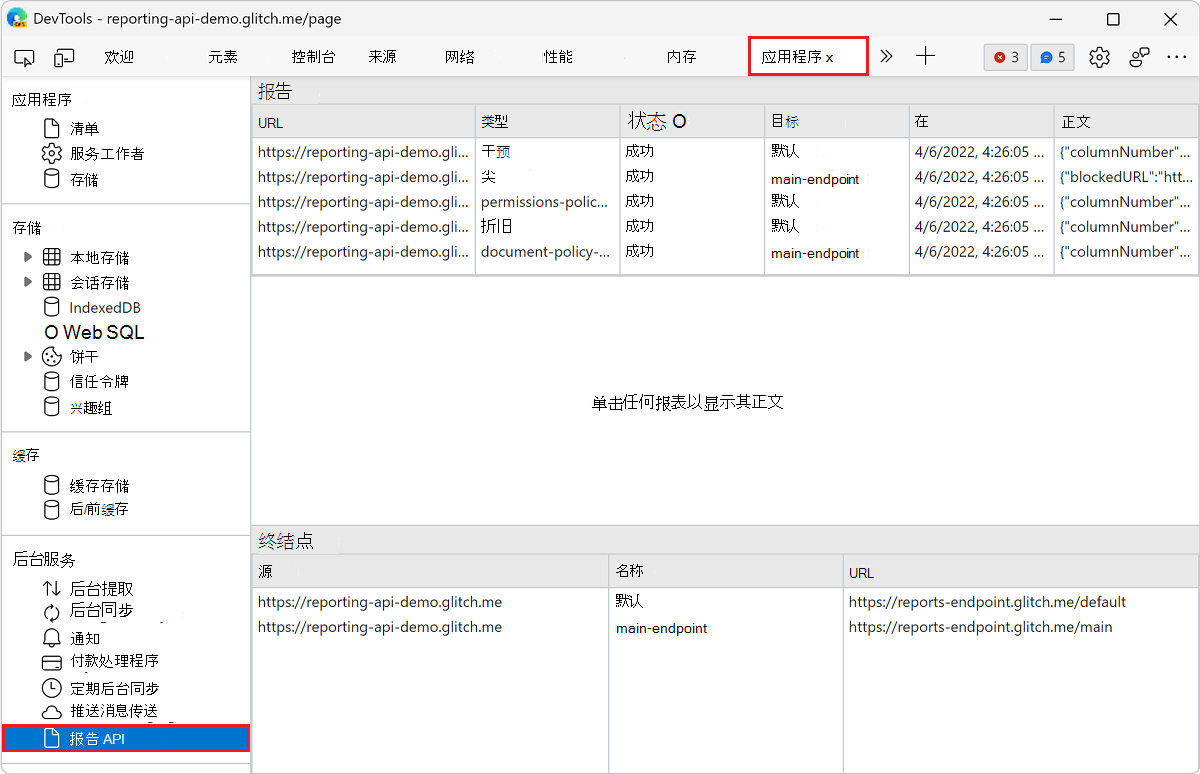 DevTools - reporting-api-demo.glitch.me/page
欢迎 元素 控制台 来源 网络 性能 内存 应用程序 x 3 5
应用程序
清单
服务工作者
存储
存储
本地存储
会话存储
IndexedDB
O Web SQL
饼干
信任令牌
兴趣组
缓存
缓存存储
后/前缓存
后台服务
后台提取
后台同步
通知
付款处理程序
定期后台同步
推送消息传送
报告 API
报告
URL 类型 状态 O 目标 在 正文
https://reporting-api-demo.gli... 干预 成功 默认 4/6/2022, 4:26:05 ... {"columnNumber"...
https://reporting-api-demo.gli... 尖 成功 main-endpoint 4/6/2022, 4:26:05 ... {"blockedURL":"htt...
https://reporting-api-demo.gli... permissions-polic... 成功 默认 4/6/2022, 4:26:05 ... {"columnNumber"...
https://reporting-api-demo.gli... 折旧 成功 默认 4/6/2022, 4:26:05 ... {"columnNumber"...
https://reporting-api-demo.gli... document-policy-... 成功 main-endpoint 4/6/2022, 4:26:05 ... {"columnNumber"...
单击任何报表以显示其正文
终结点
源 名称 URL
https://reporting-api-demo.glitch.me 默认 https://reports-endpoint.glitch.me/default
https://reporting-api-demo.glitch.me main-endpoint https://reports-endpoint.glitch.me/main